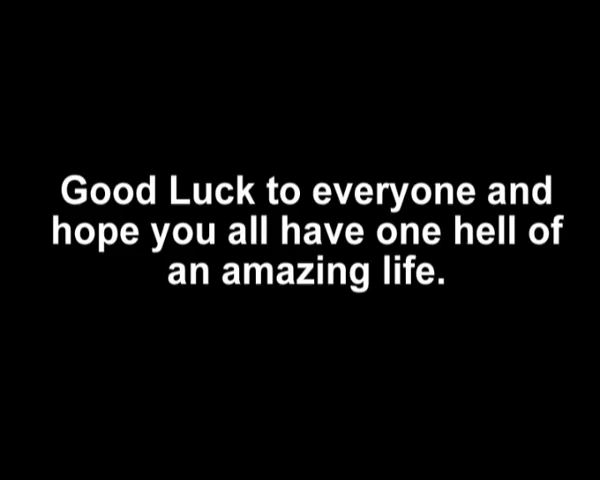 Good Luck to everyone and
hope you all have one hell of
an amazing life.